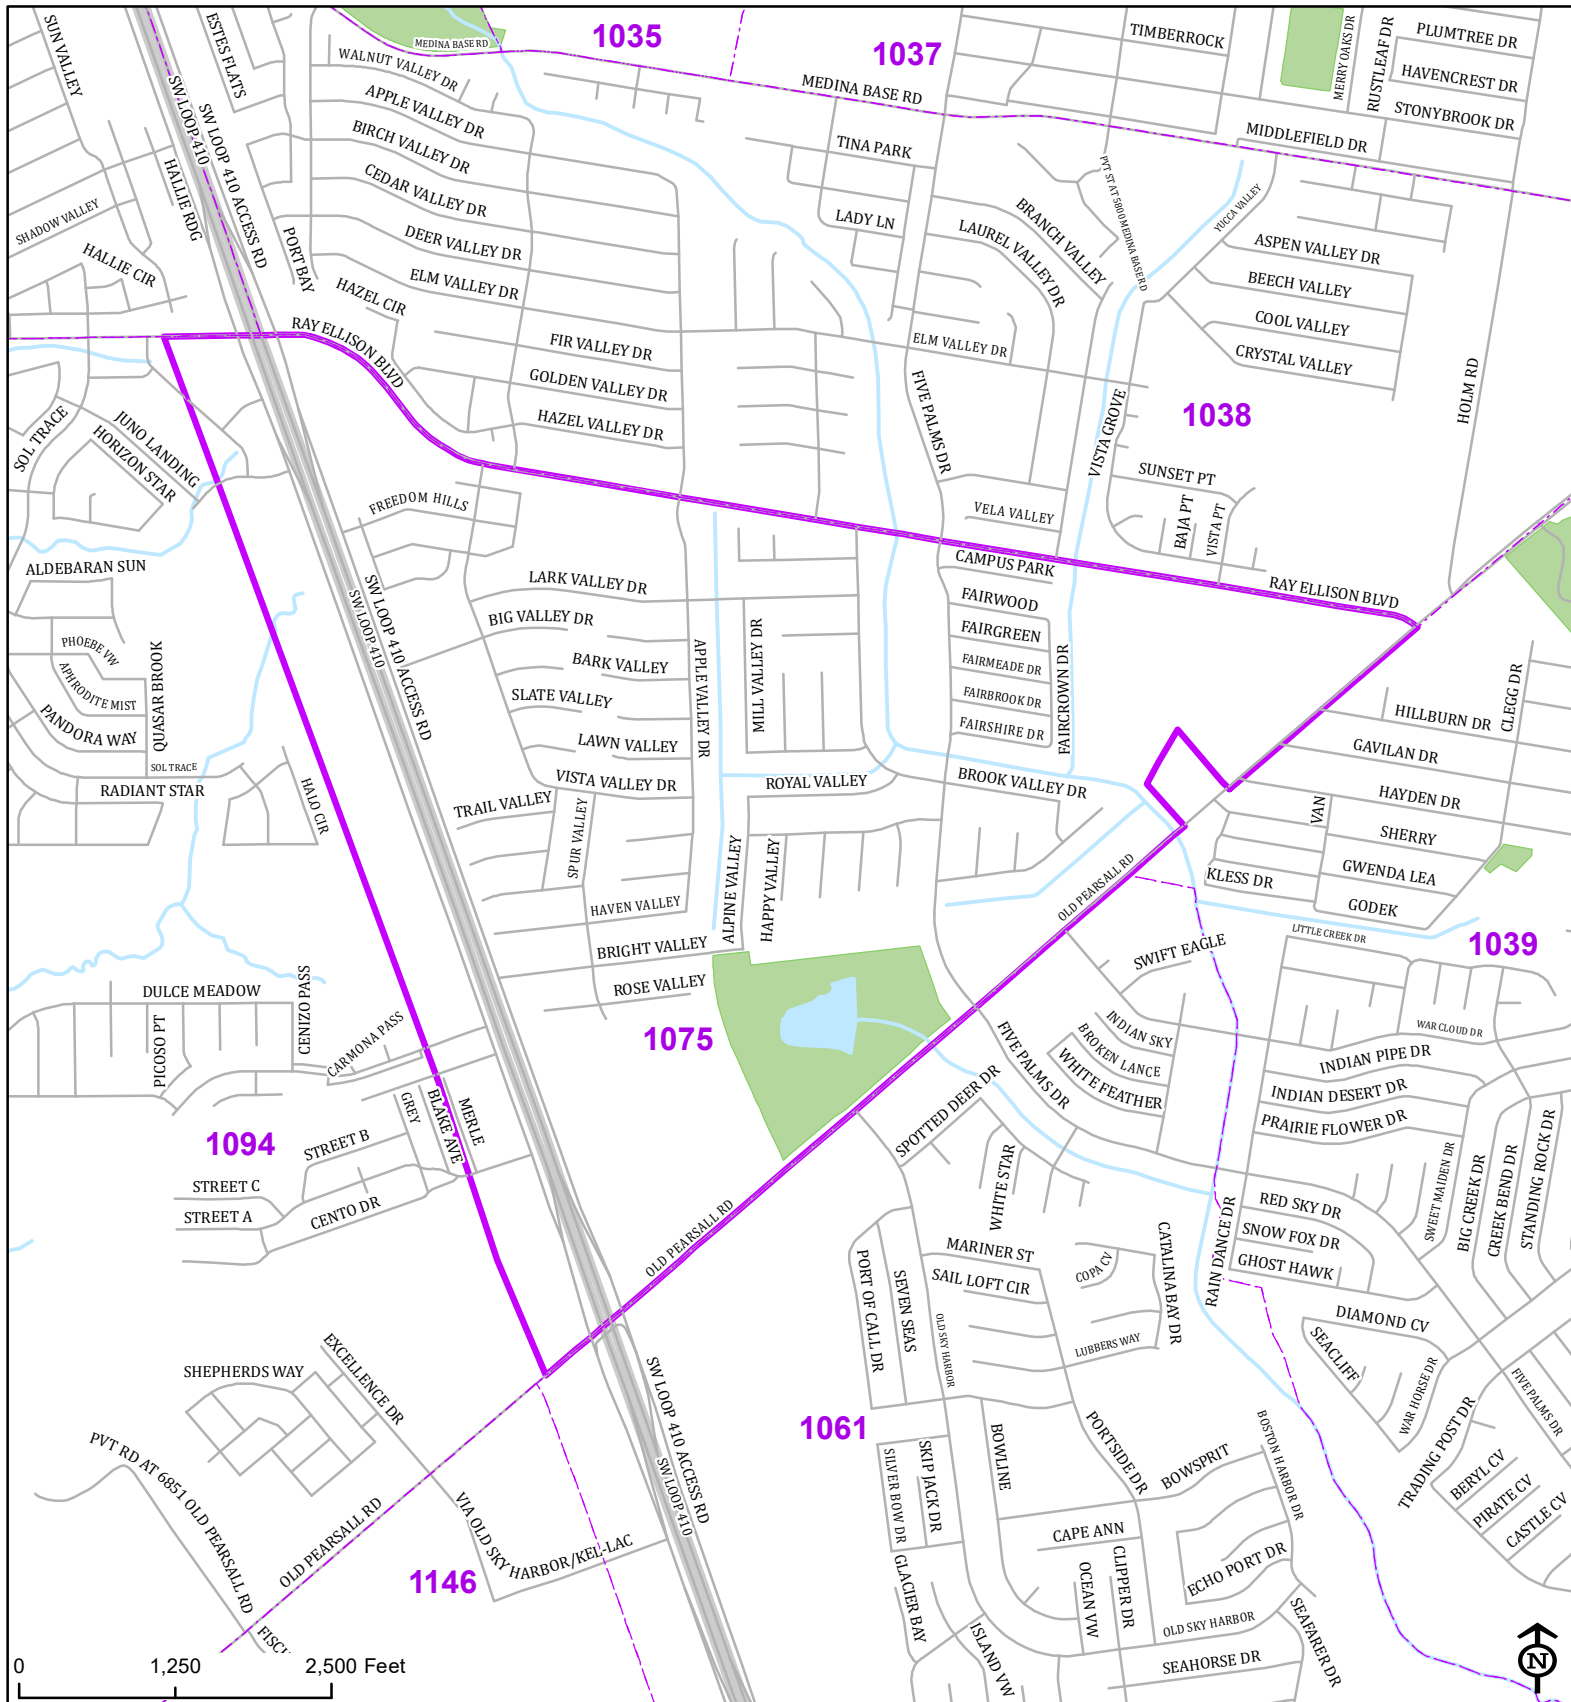 1035
1037
TIMBERROCK
MERRY OAKS DR
RUSTLEAF DR
PLUMTREE DR
HAVENCREST DR
STONYBROOK DR
MIDDLEFIELD DR
SUN VALLEY
ESTES FLATS
SW LOOP 410
SW LOOP 410 ACCESS RD
MEDINA BASE RD
MEDINA BASE RD
WALNUT VALLEY DR
APPLE VALLEY DR
BIRCH VALLEY DR
CEDAR VALLEY DR
DEER VALLEY DR
ELM VALLEY DR
TINA PARK
LADY LN
HALLIE RDG
SHADOW VALLEY
HALLIE CIR
PORT BAY
HAZEL CIR
RAY ELLISON BLVD
FIR VALLEY DR
GOLDEN VALLEY DR
HAZEL VALLEY DR
PVT ST AT 5800 MEDINA BASE RD
BRANCH VALLEY
LAUREL VALLEY DR
YUCCA VALLEY
ASPEN VALLEY DR
BEECH VALLEY
COOL VALLEY
CRYSTAL VALLEY
ELM VALLEY DR
FIVE PALMS DR
1038
HOLM RD
VISTA GROVE
SUNSET PT
BAJA PT
VISTA PT
VELA VALLEY
CAMPUS PARK
RAY ELLISON BLVD
SOL TRACE
JUNO LANDING
HORIZON STAR
FREEDOM HILLS
ALDEBARAN SUN
SW LOOP 410 ACCESS RD
SW LOOP 410
LARK VALLEY DR
BIG VALLEY DR
BARK VALLEY
SLATE VALLEY
LAWN VALLEY
VISTA VALLEY DR
APPLE VALLEY DR
MILL VALLEY DR
FAIRWOOD
FAIRGREEN
FAIRMEADE DR
FAIRBROOK DR
FAIRSHIRE DR
FAIRCROWN DR
PHOEBE VW
APHRODITE MIST
QUASAR BROOK
PANDORA WAY
SOL TRACE
RADIANT STAR
HALO CIR
TRAIL VALLEY
SPUR VALLEY
ROYAL VALLEY
BROOK VALLEY DR
HILLBURN DR
CLEGG DR
GAVILAN DR
HAYDEN DR
VAN
SHERRY
GWENDA LEA
KLESS DR
GODEK
LITTLE CREEK DR
1039
HAVEN VALLEY
ALPINE VALLEY
HAPPY VALLEY
BRIGHT VALLEY
ROSE VALLEY
OLD PEARSALL RD
SWIFT EAGLE
DULCE MEADOW
CENIZO PASS
PICOSO PT
CARMONA PASS
1075
FIVE PALMS DR
INDIAN SKY
BROKEN LANCE
WHITE FEATHER
WAR CLOUD DR
INDIAN PIPE DR
INDIAN DESERT DR
PRAIRIE FLOWER DR
1094
GREY
BLAKE AVE
MERLE
STREET B
STREET C
STREET A
CENTO DR
SPOTTED DEER DR
WHITE STAR
OLD PEARSALL RD
SWEET MAIDEN DR
BIG CREEK DR
CREEK BEND DR
STANDING ROCK DR
RED SKY DR
SNOW FOX DR
GHOST HAWK
RAIN DANCE DR
CATALINA BAY DR
MARINER ST
SAIL LOFT CIR
COPA CV
LUBBERS WAY
PORT OF CALL DR
SEVEN SEAS
OLD SKY HARBOR
DIAMOND CV
SEACLIFF
WAR HORSE DR
FIVE PALMS DR
TRADING POST DR
BERYL CV
PIRATE CV
CASTLE CV
SHEPHERDS WAY
EXCELLENCE DR
PVT RD AT 6851 OLD PEARSALL RD
OLD PEARSALL RD
VIA OLD SKY HARBOR/KEL-LAC
SW LOOP 410 ACCESS RD
SW LOOP 410
1061
1146
SILVER BOW DR
SKIP JACK DR
BOWLINE
PORTSIDE DR
BOWSPRIT
BOSTON HARBOR DR
CAPE ANN
CLIPPER DR
OCEAN VW
ECHO PORT DR
GLACIER BAY
ISLAND VW
OLD SKY HARBOR
SEAHORSE DR
SEAFARER DR
0 1,250 2,500 Feet
N